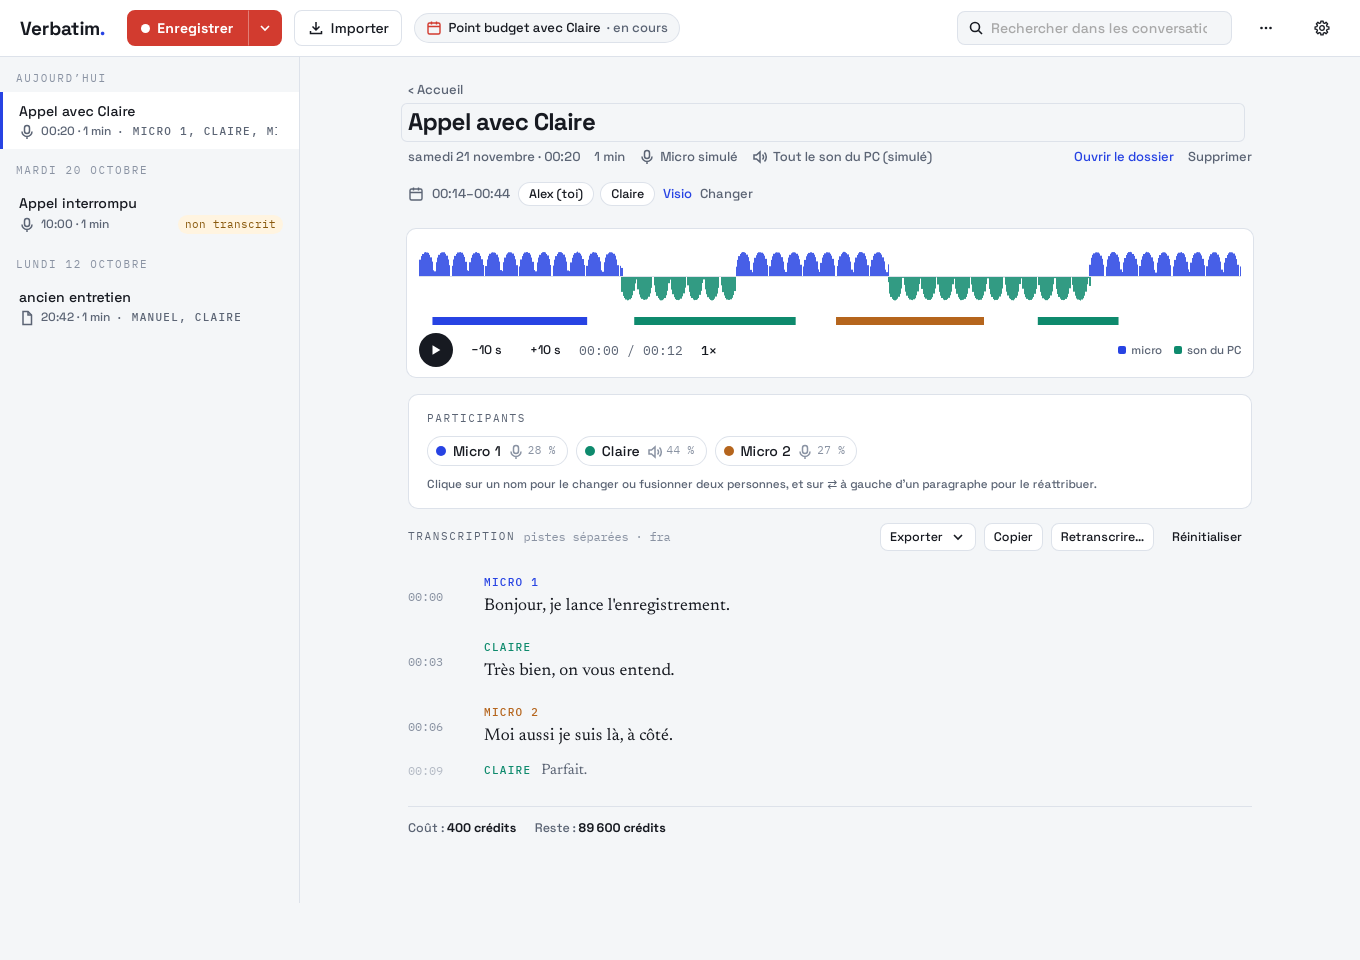 Verbatim.
Enregistrer
Importer
Point budget avec Claire · en cours
Rechercher dans les conversatic
AUJOURD'HUI
Appel avec Claire
00:20 · 1 min · MICRO 1, CLAIRE, M
MARDI 20 OCTOBRE
Appel interrompu
10:00 · 1 min non transcrit
LUNDI 12 OCTOBRE
ancien entretien
20:42 · 1 min · MANUEL, CLAIRE
‹ Accueil
Appel avec Claire
samedi 21 novembre · 00:20 1 min Micro simulé Tout le son du PC (simulé) Ouvrir le dossier Supprimer
00:14–00:44 Alex (toi) Claire Visio Changer
−10 s +10 s 00:00 / 00:12 1× micro son du PC
PARTICIPANTS
Micro 1 28 % Claire 44 % Micro 2 27 %
Clique sur un nom pour le changer ou fusionner deux personnes, et sur ⇄ à gauche d'un paragraphe pour le réattribuer.
TRANSCRIPTION pistes séparées · fra Exporter Copier Retranscrire… Réinitialiser
MICRO 1
00:00 Bonjour, je lance l'enregistrement.
CLAIRE
00:03 Très bien, on vous entend.
MICRO 2
00:06 Moi aussi je suis là, à côté.
00:09 CLAIRE Parfait.
Coût : 400 crédits Reste : 89 600 crédits